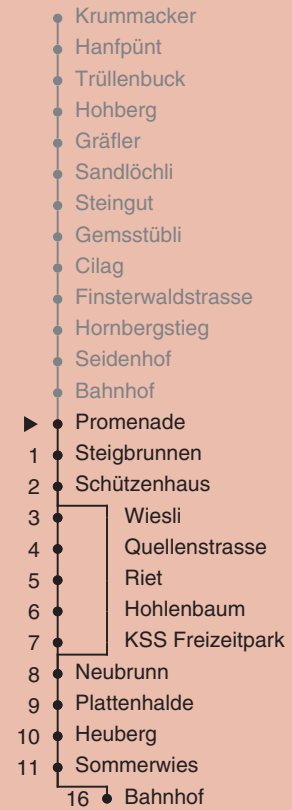 Krummacker
Hanfpünt
Trüllenbuck
Hohberg
Gräfler
Sandlöchli
Steingut
Gemsstübli
Cilag
Finsterwaldstrasse
Hornbergstieg
Seidenhof
Bahnhof
Promenade
1 Steigbrunnen
2 Schützenhaus
3 Wiesli
4 Quellenstrasse
5 Riet
6 Hohlenbaum
7 KSS Freizeitpark
8 Neubrunn
9 Plattenhalde
10 Heuberg
11 Sommerwies
16 Bahnhof